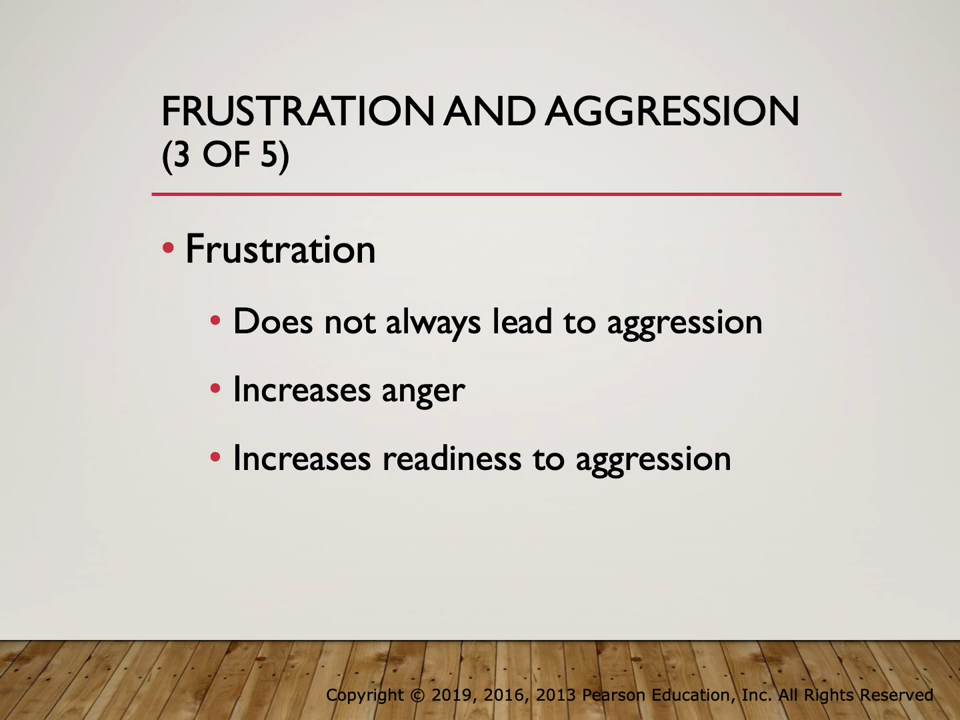 FRUSTRATION AND AGGRESSION
(3 OF 5)
• Frustration
• Does not always lead to aggression
• Increases anger
• Increases readiness to aggression
Copyright © 2019, 2016, 2013 Pearson Education, Inc. All Rights Reserved